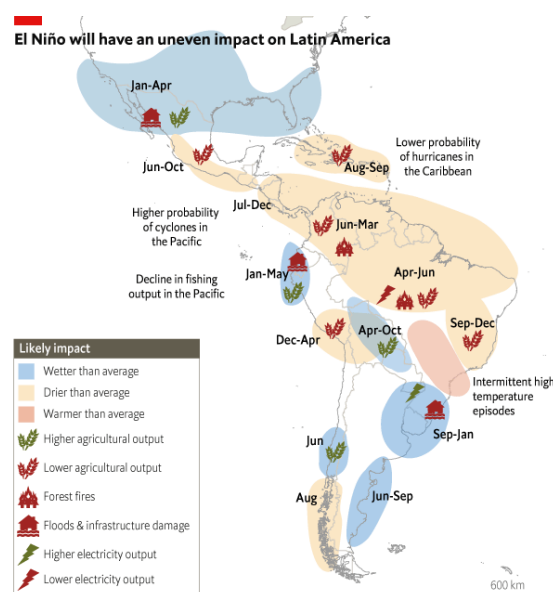 El Niño will have an uneven impact on Latin America
Jan-Apr
Jun-Oct
Aug-Sep
Lower probability
of hurricanes in
the Caribbean
Jul-Dec
Jun-Mar
Higher probability
of cyclones in
the Pacific
Jan-May
Decline in fishing
output in the Pacific
Apr-Jun
Dec-Apr
Apr-Oct
Sep-Dec
Intermittent high
temperature
episodes
Sep-Jan
Jun
Aug
Jun-Sep
Likely impact
Wetter than average
Drier than average
Warmer than average
Higher agricultural output
Lower agricultural output
Forest fires
Floods & infrastructure damage
Higher electricity output
Lower electricity output
600 km